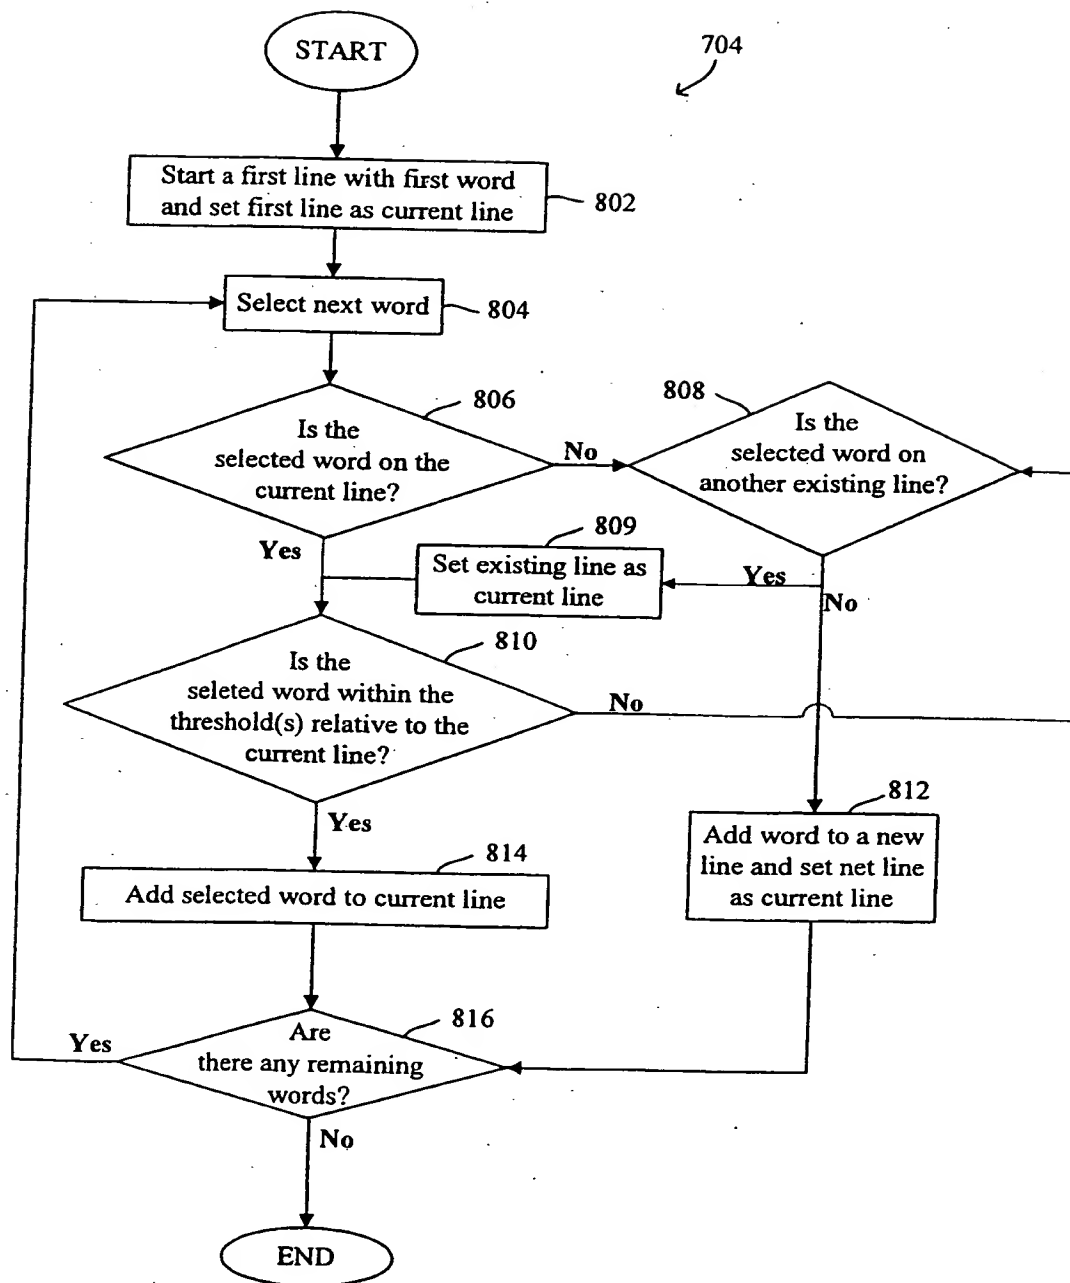 START
704
Start a first line with first word
and set first line as current line
802
Select next word
804
806
Is the
selected word on the
current line?
No
808
Is the
selected word on
another existing line?
Yes
809
Set existing line as
current line
Yes
No
810
Is the
seleted word within the
threshold(s) relative to the
current line?
No
Yes
812
Add word to a new
line and set net line
as current line
814
Add selected word to current line
816
Are
there any remaining
words?
Yes
No
END